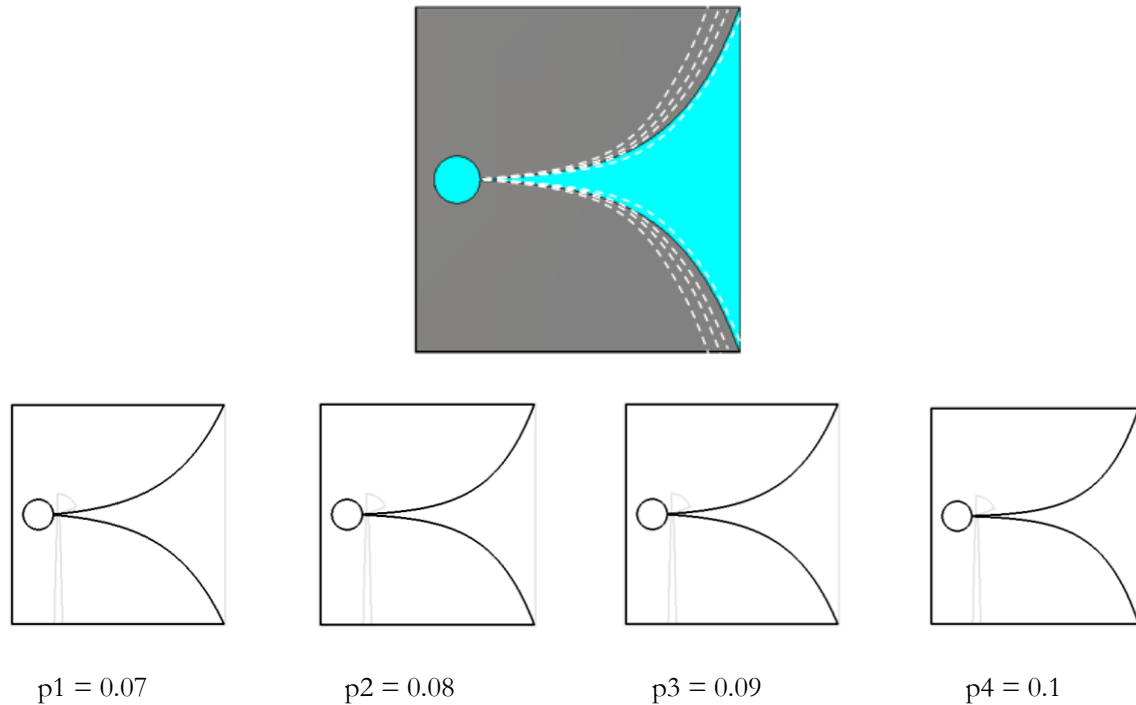 p1 = 0.07 p2 = 0.08 p3 = 0.09 p4 = 0.1